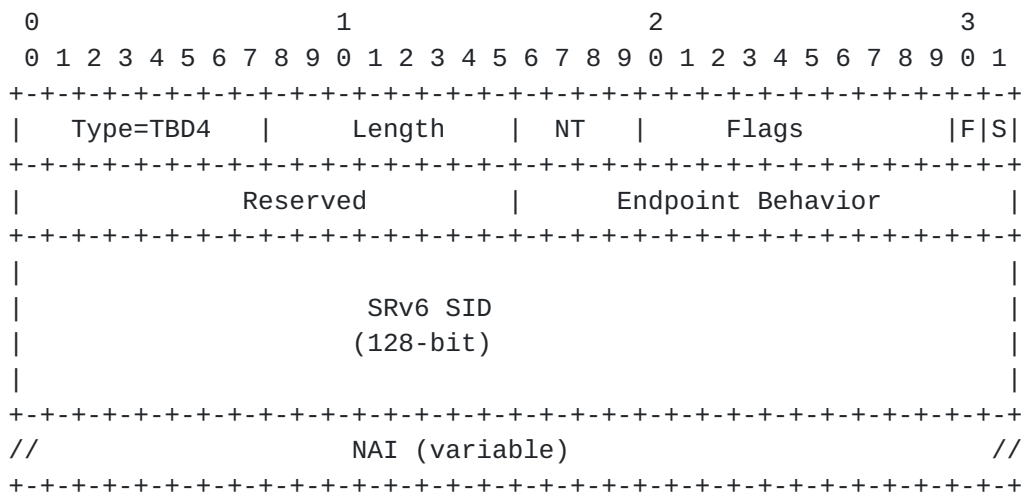 0                   1                   2                   3
 0 1 2 3 4 5 6 7 8 9 0 1 2 3 4 5 6 7 8 9 0 1 2 3 4 5 6 7 8 9 0 1
+-+-+-+-+-+-+-+-+-+-+-+-+-+-+-+-+-+-+-+-+-+-+-+-+-+-+-+-+-+-+-+-+
|   Type=TBD4   |     Length    |  NT   |     Flags         |F|S|
+-+-+-+-+-+-+-+-+-+-+-+-+-+-+-+-+-+-+-+-+-+-+-+-+-+-+-+-+-+-+-+-+
|              Reserved         |      Endpoint Behavior        |
+-+-+-+-+-+-+-+-+-+-+-+-+-+-+-+-+-+-+-+-+-+-+-+-+-+-+-+-+-+-+-+-+
|                                                               |
|                      SRv6 SID                                 |
|                     (128-bit)                                 |
|                                                               |
+-+-+-+-+-+-+-+-+-+-+-+-+-+-+-+-+-+-+-+-+-+-+-+-+-+-+-+-+-+-+-+-+
//                    NAI (variable)                           //
+-+-+-+-+-+-+-+-+-+-+-+-+-+-+-+-+-+-+-+-+-+-+-+-+-+-+-+-+-+-+-+-+